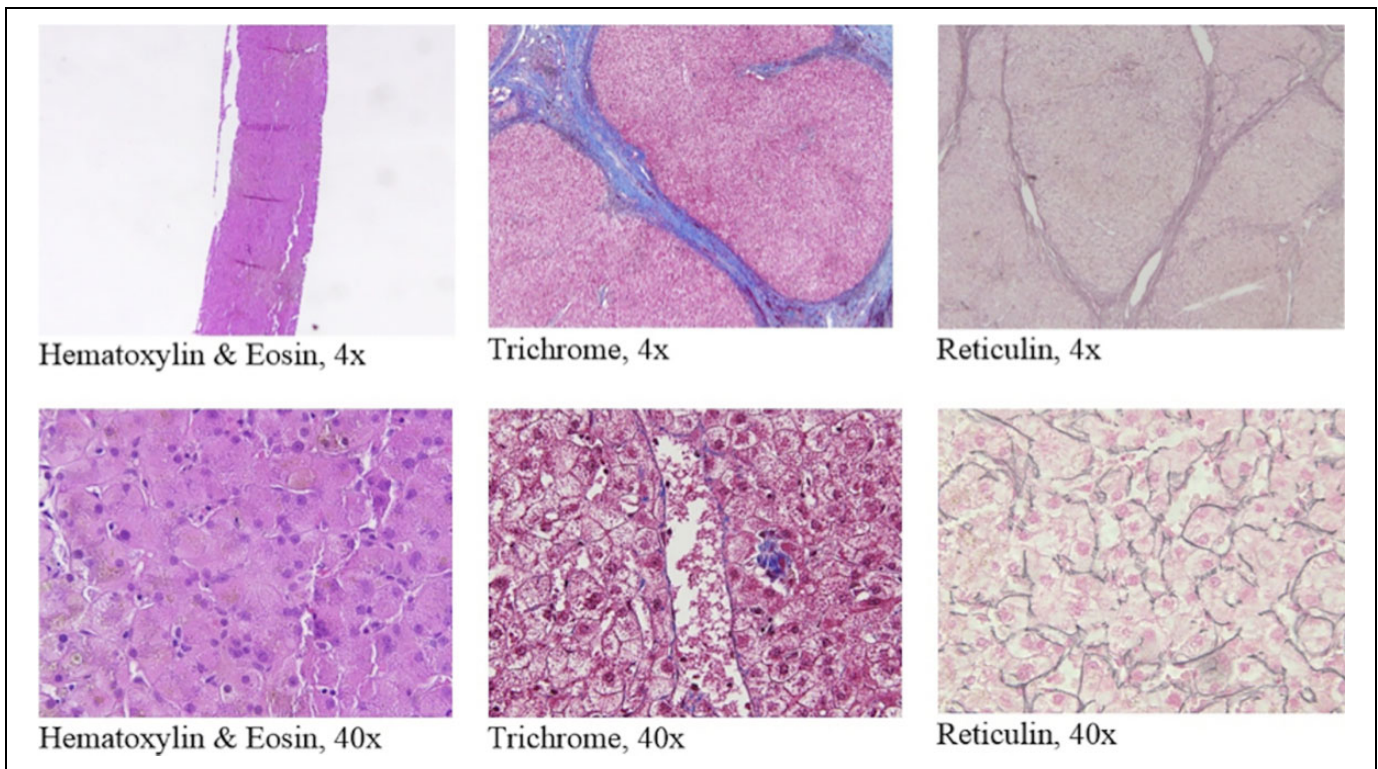 Hematoxylin & Eosin, 4x
Trichrome, 4x
Reticulin, 4x
Hematoxylin & Eosin, 40x
Trichrome, 40x
Reticulin, 40x